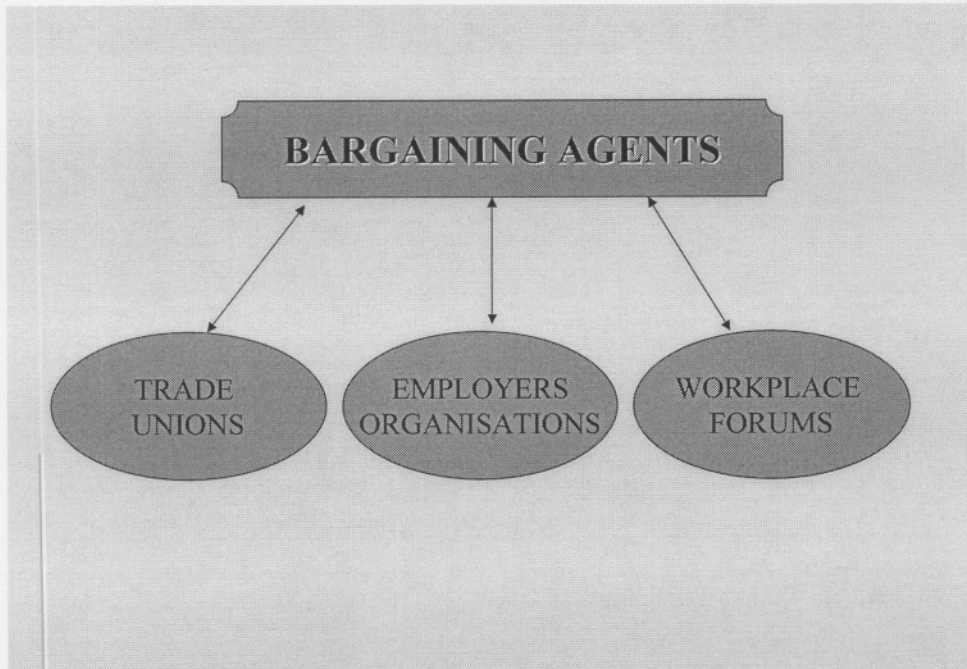 BARGAINING AGENTS
TRADE
UNIONS
EMPLOYERS
ORGANISATIONS
WORKPLACE
FORUMS